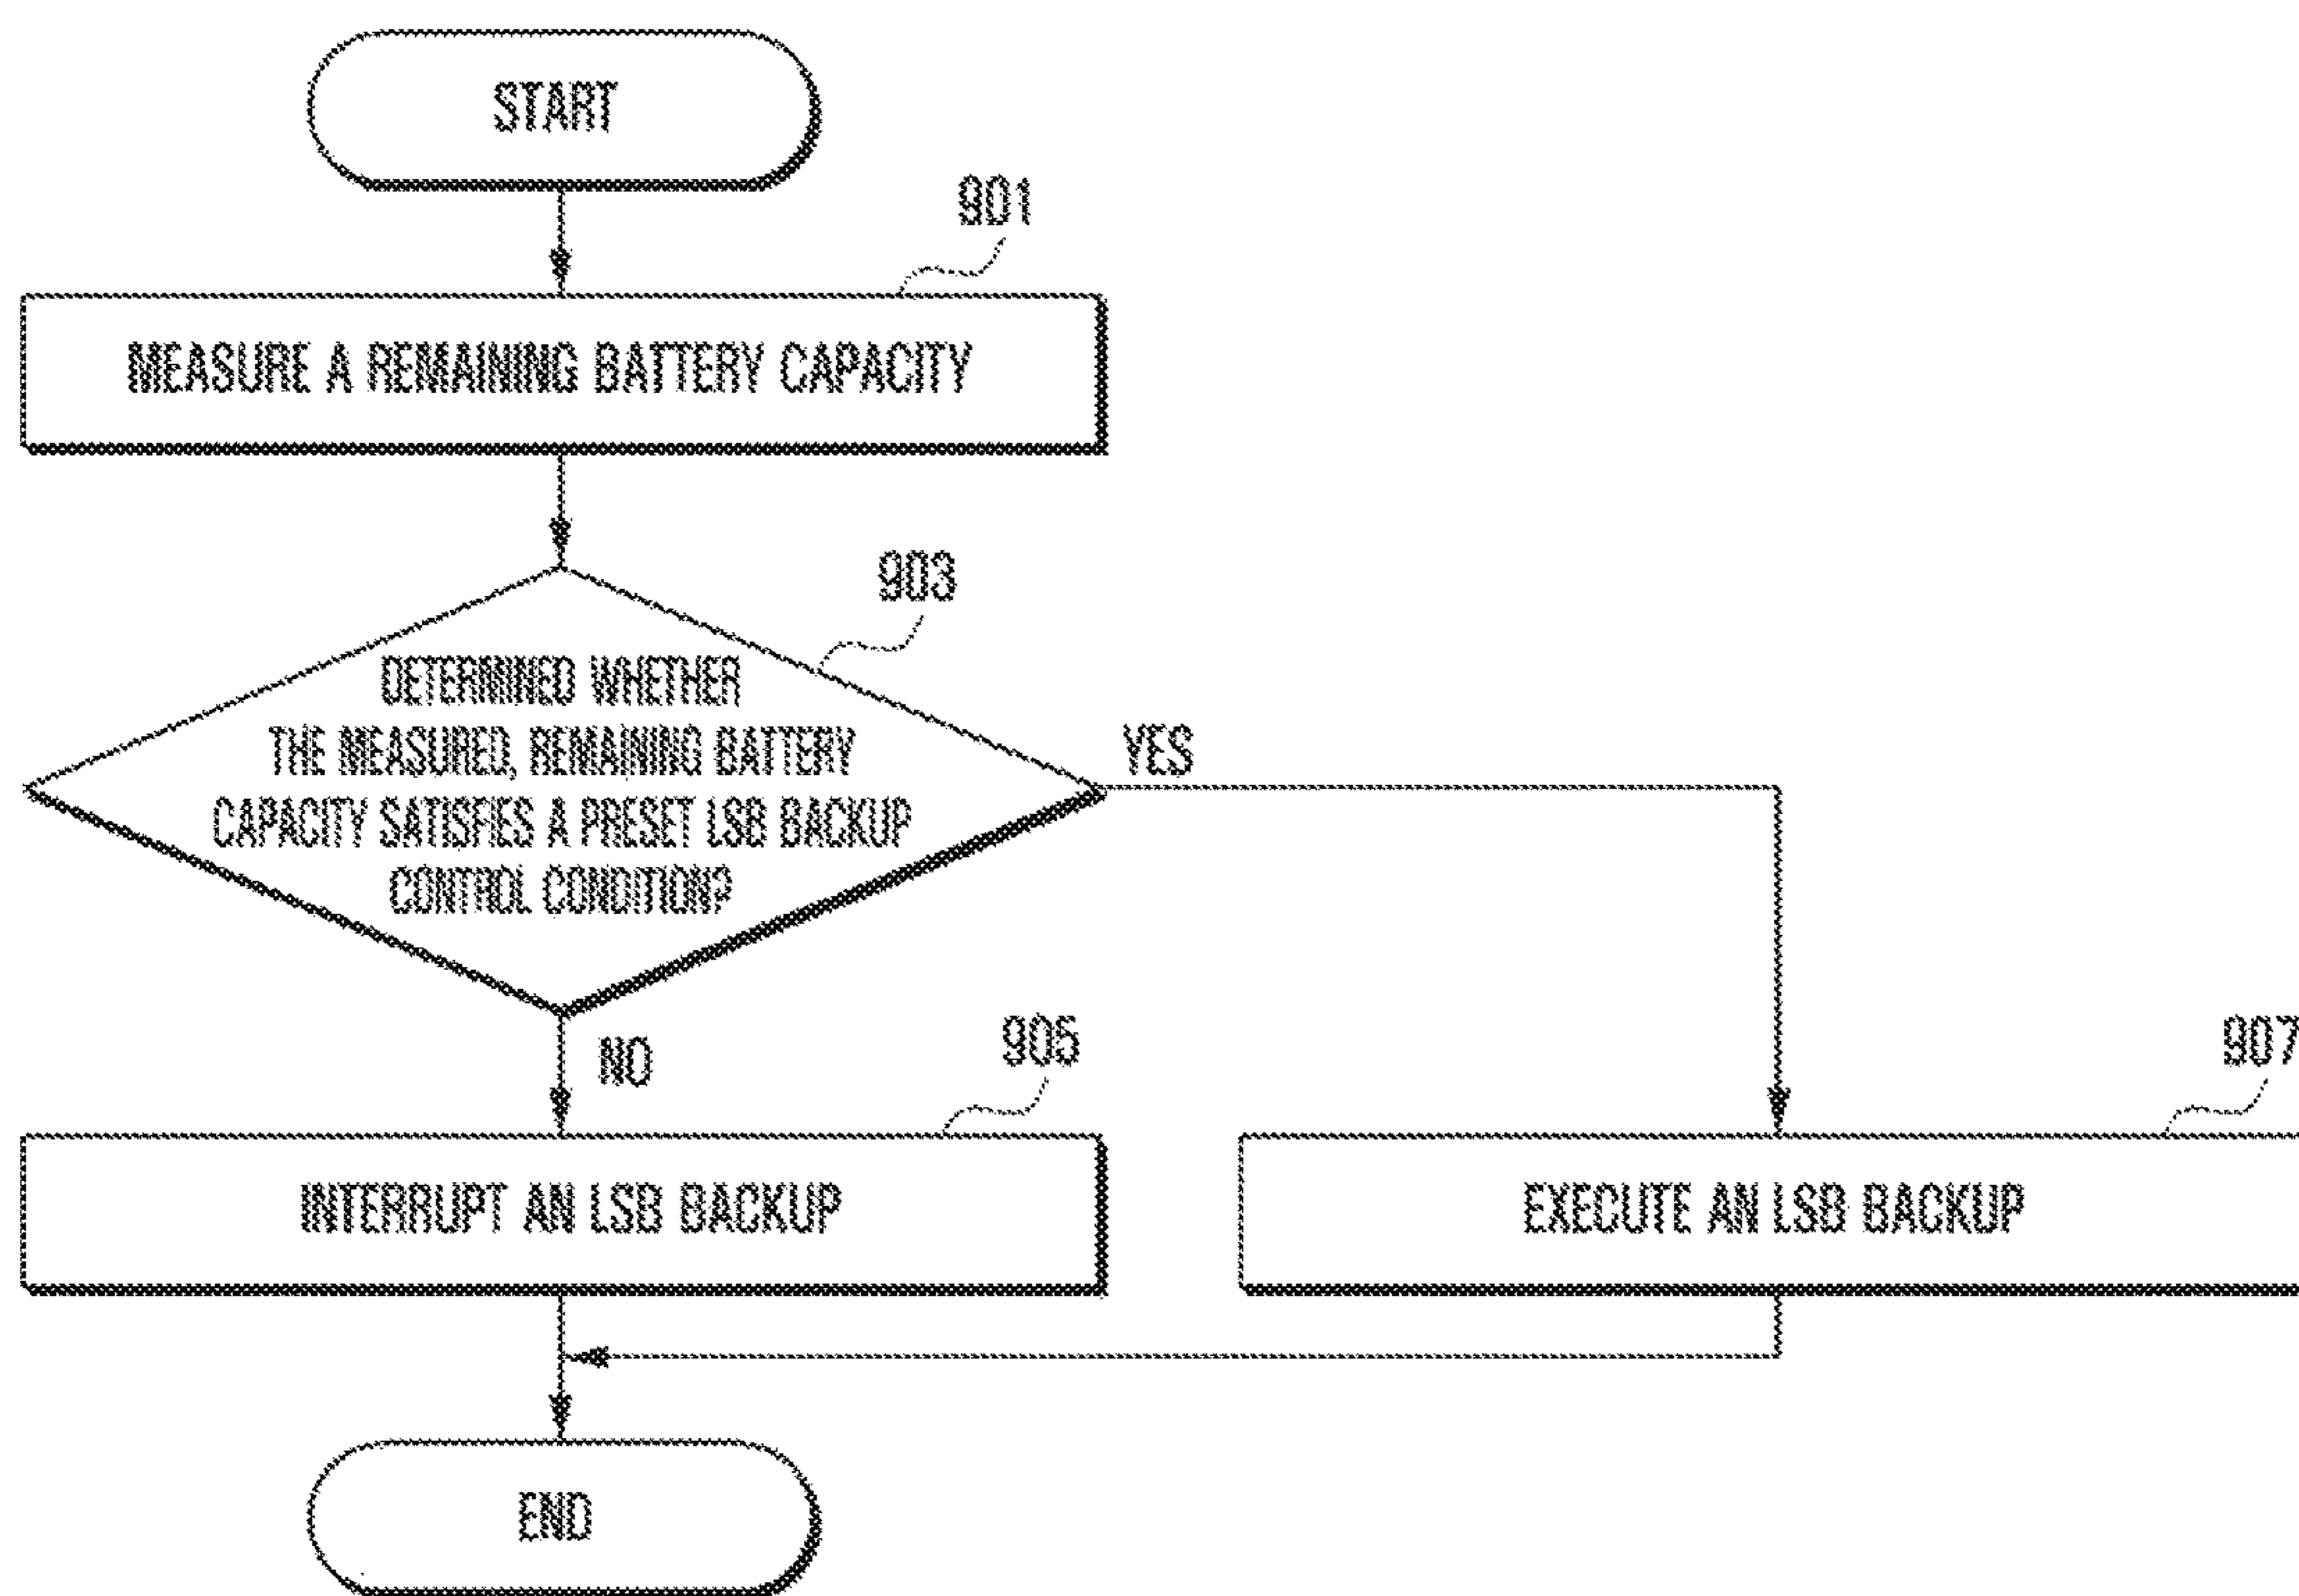 START
901
MEASURE A REMAINING BATTERY CAPACITY
903
DETERMINED WHETHER
THE MEASURED, REMAINING BATTERY
CAPACITY SATISFIES A PRESET LSB BACKUP
CONTROL CONDITION?
YES
NO
905
907
INTERRUPT AN LSB BACKUP
EXECUTE AN LSB BACKUP
END